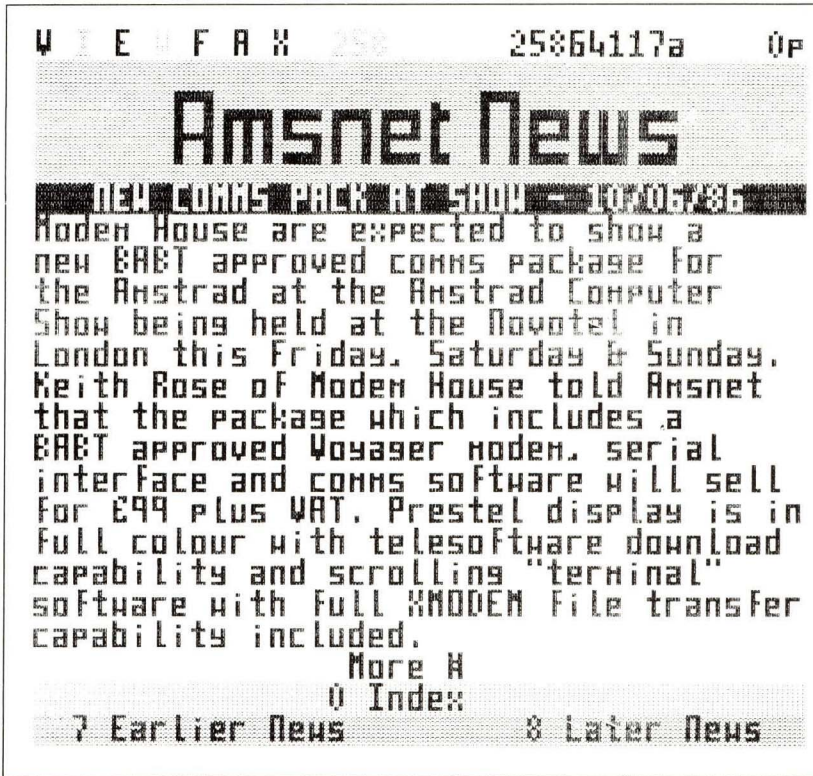 V I E W F A X 258 25864117a 0p
Amsnet News
NEW COMMS PACK AT SHOW - 10/06/86
Modem House are expected to show a
new BABT approved comms package for
the Amstrad at the Amstrad Computer
Show being held at the Novotel in
London this Friday, Saturday & Sunday.
Keith Rose of Modem House told Amsnet
that the package which includes a
BABT approved Voyager modem, serial
interface and comms software will sell
for £99 plus VAT. Prestel display is in
full colour with telesoftware download
capability and scrolling "terminal"
software with full XMODEM file transfer
capability included.
More #
0 Index
7 Earlier News 8 Later News